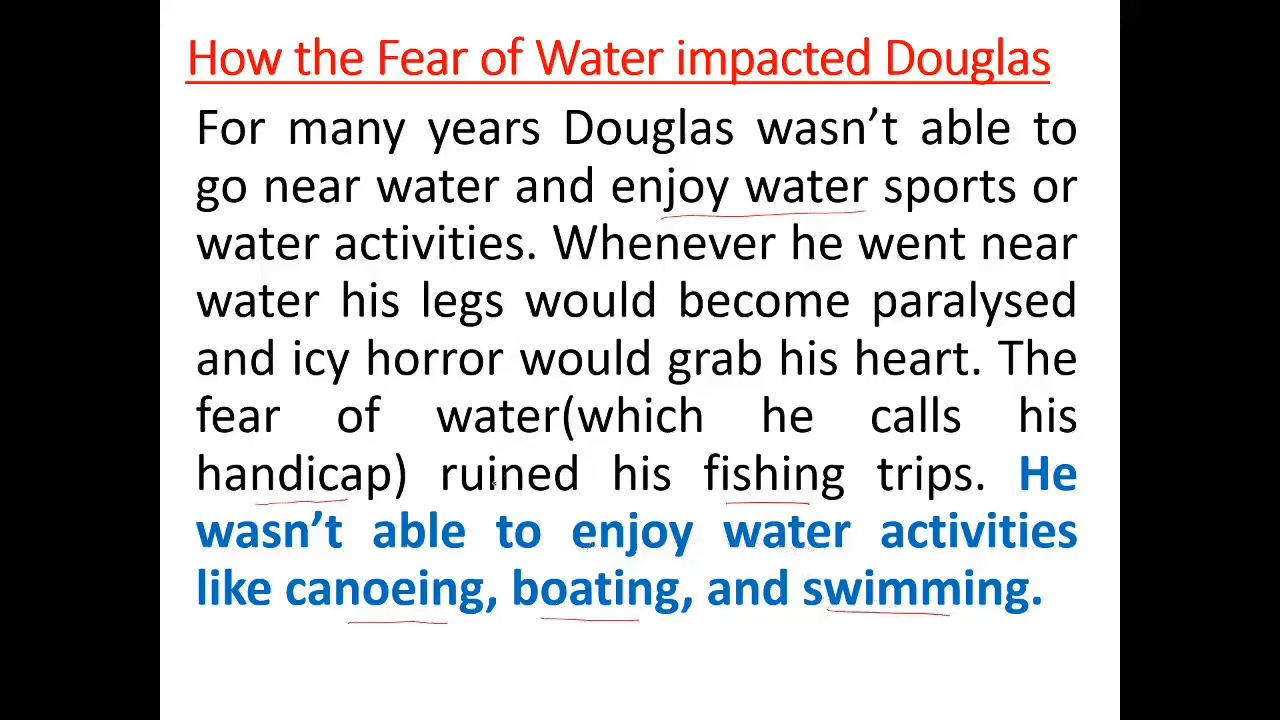 How the Fear of Water impacted Douglas
For many years Douglas wasn’t able to
go near water and enjoy water sports or
water activities. Whenever he went near
water his legs would become paralysed
and icy horror would grab his heart. The
fear of water(which he calls his
handicap) ruined his fishing trips. He
wasn’t able to enjoy water activities
like canoeing, boating, and swimming.